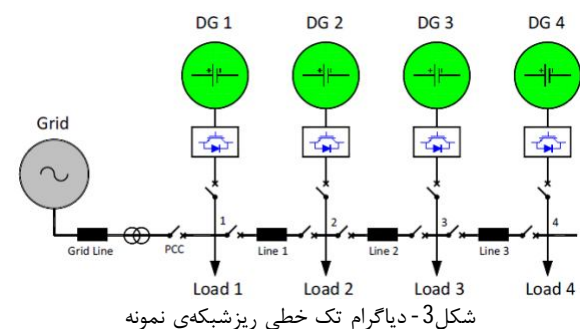 DG 1 DG 2 DG 3 DG 4
Grid
1 2 3 4
Grid Line PCC Line 1 Line 2 Line 3
Load 1 Load 2 Load 3 Load 4
شکل3- دیاگرام تک خطی ریزشبکه‌ی نمونه